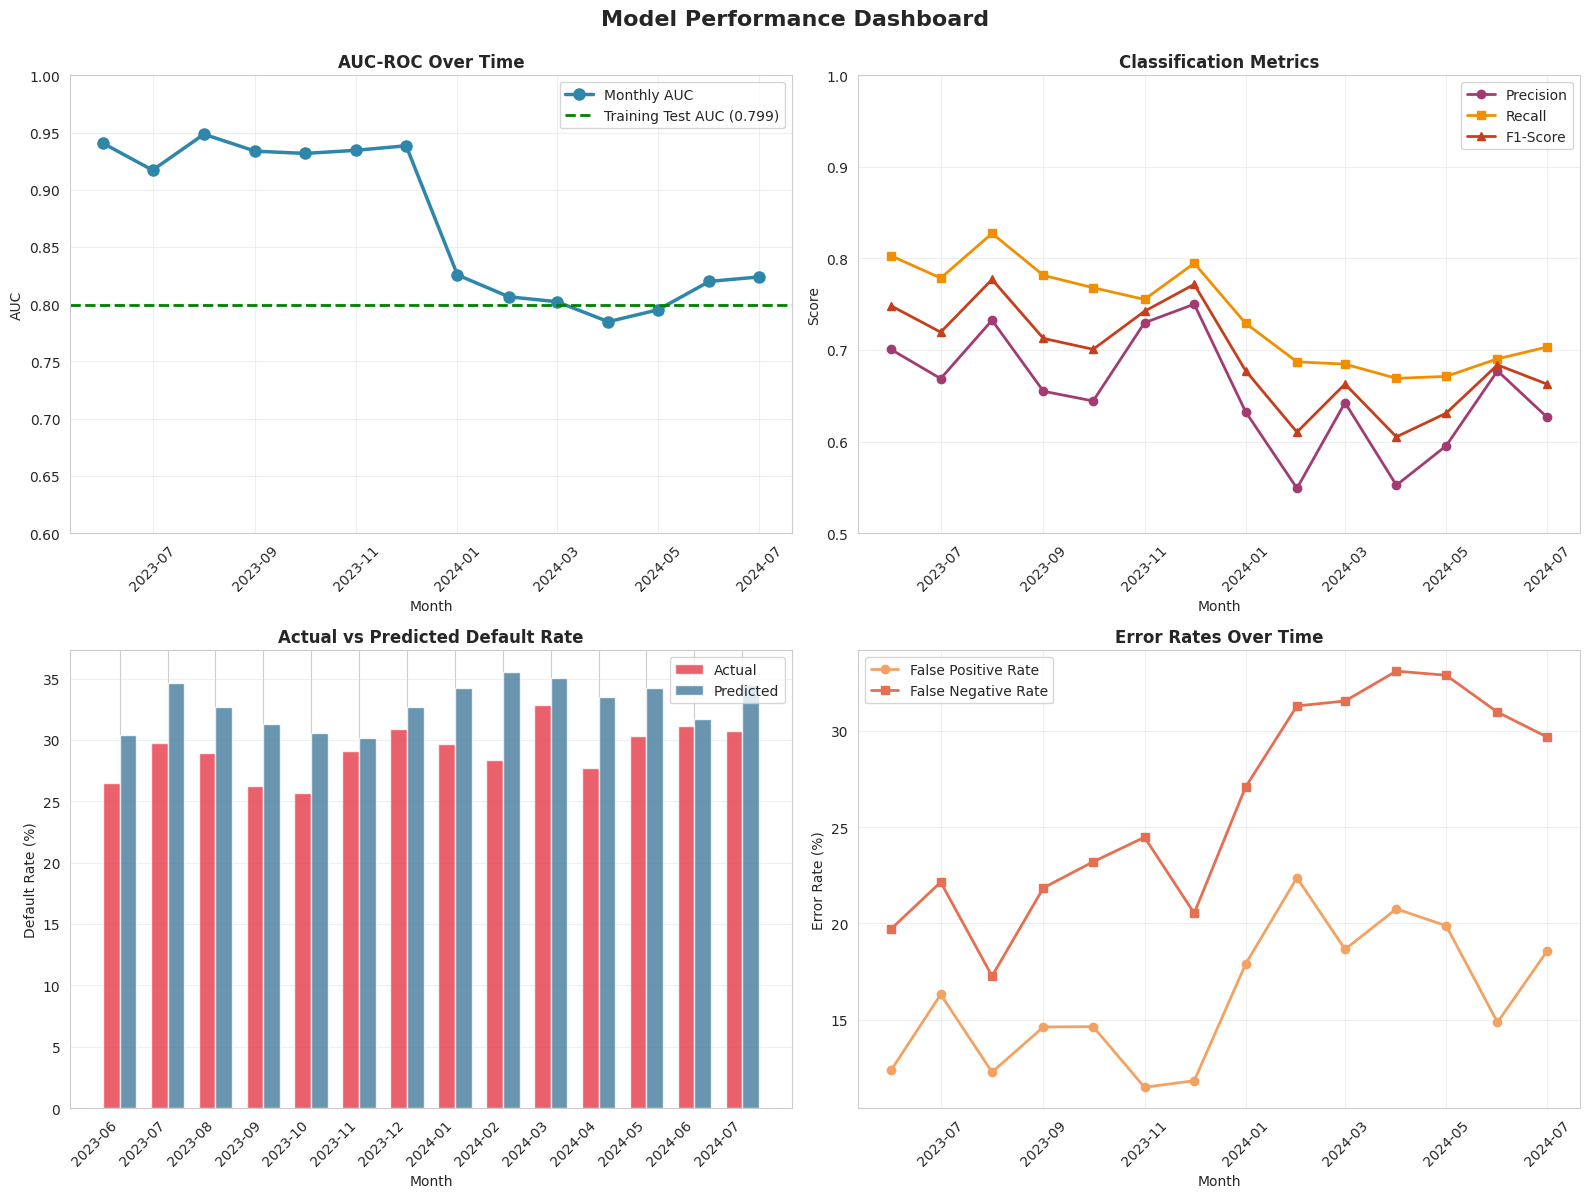 Model Performance Dashboard
AUC-ROC Over Time
AUC
1.00
0.95
0.90
0.85
0.80
0.75
0.70
0.65
0.60
Monthly AUC
Training Test AUC (0.799)
2023-07
2023-09
2023-11
2024-01
2024-03
2024-05
2024-07
Month
Classification Metrics
Score
1.0
0.9
0.8
0.7
0.6
0.5
Precision
Recall
F1-Score
2023-07
2023-09
2023-11
2024-01
2024-03
2024-05
2024-07
Month
Actual vs Predicted Default Rate
Default Rate (%)
35
30
25
20
15
10
5
0
Actual
Predicted
2023-06
2023-07
2023-08
2023-09
2023-10
2023-11
2023-12
2024-01
2024-02
2024-03
2024-04
2024-05
2024-06
2024-07
Month
Error Rates Over Time
Error Rate (%)
30
25
20
15
False Positive Rate
False Negative Rate
2023-07
2023-09
2023-11
2024-01
2024-03
2024-05
2024-07
Month